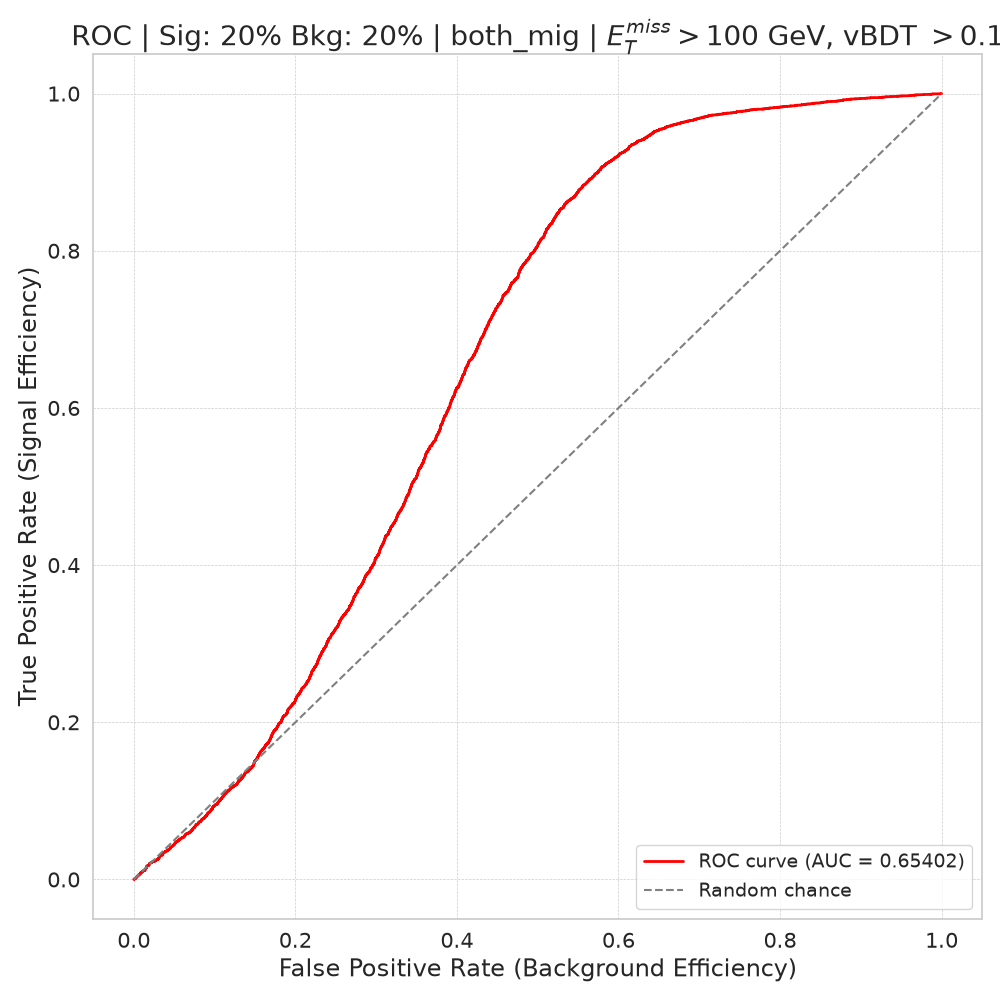 ROC | Sig: 20% Bkg: 20% | both_mig | $E_T^{miss} > 100$ GeV, vBDT $> 0.1$
True Positive Rate (Signal Efficiency)
1.0
0.8
0.6
0.4
0.2
0.0
ROC curve (AUC = 0.65402)
Random chance
0.0 0.2 0.4 0.6 0.8 1.0
False Positive Rate (Background Efficiency)